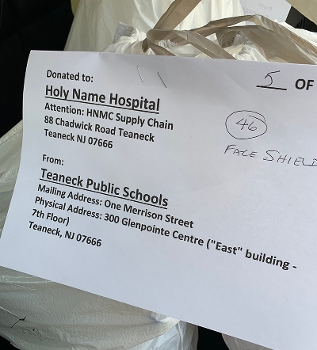 Donated to:
5 OF
Holy Name Hospital
Attention: HNMC Supply Chain
88 Chadwick Road Teaneck
Teaneck NJ 07666
46
FACE SHIELD
From:
Teaneck Public Schools
Mailing Address: One Merrison Street
Physical Address: 300 Glenpointe Centre ("East" building -
7th Floor)
Teaneck, NJ 07666